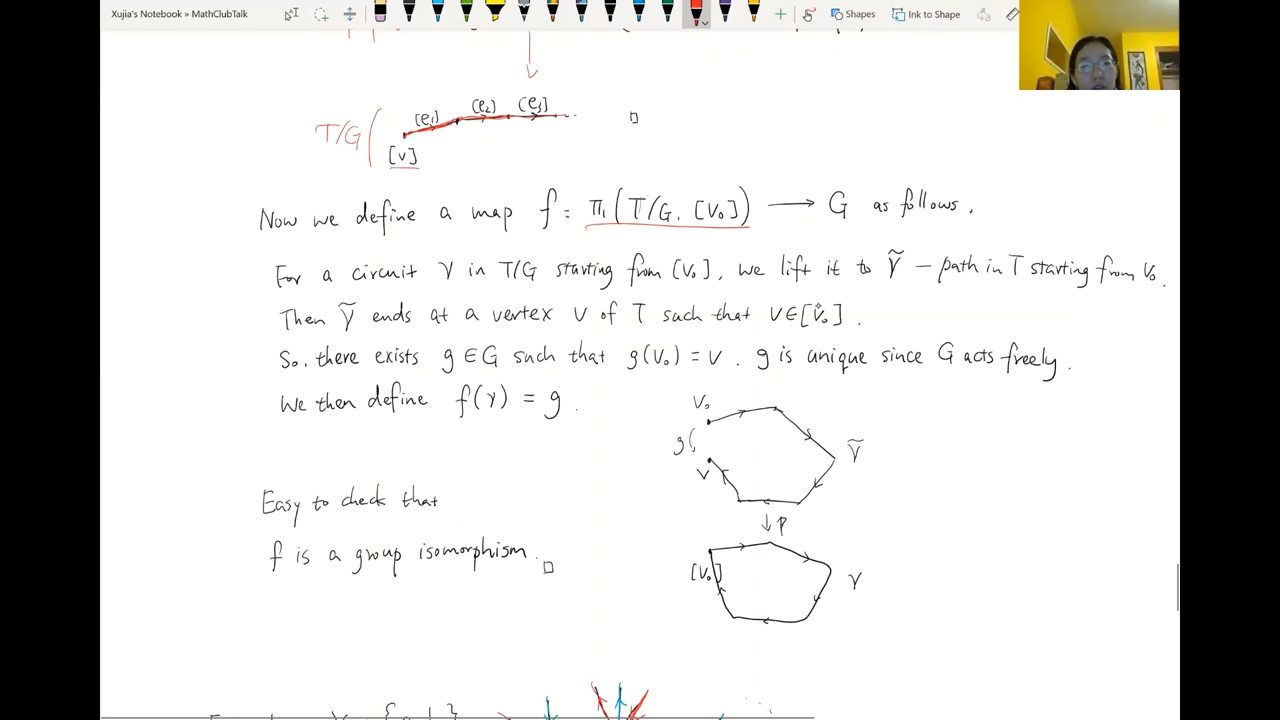 Xujia's Notebook » MathClubTalk
Shapes
Ink to Shape
T/G
[e₁] [e₂] [e₃]
[v]
Now we define a map f = π₁(T/G, [V₀]) → G as follows.
For a circuit γ in T/G starting from [V₀], we lift it to γ̃ – path in T starting from V₀.
Then γ̃ ends at a vertex v of T such that v∈[V₀].
So, there exists g∈G such that g(V₀) = v. g is unique since G acts freely.
We then define f(γ) = g.
V₀
g
v
γ̃
Easy to check that
↓p
f is a group isomorphism. □
[V₀]
γ